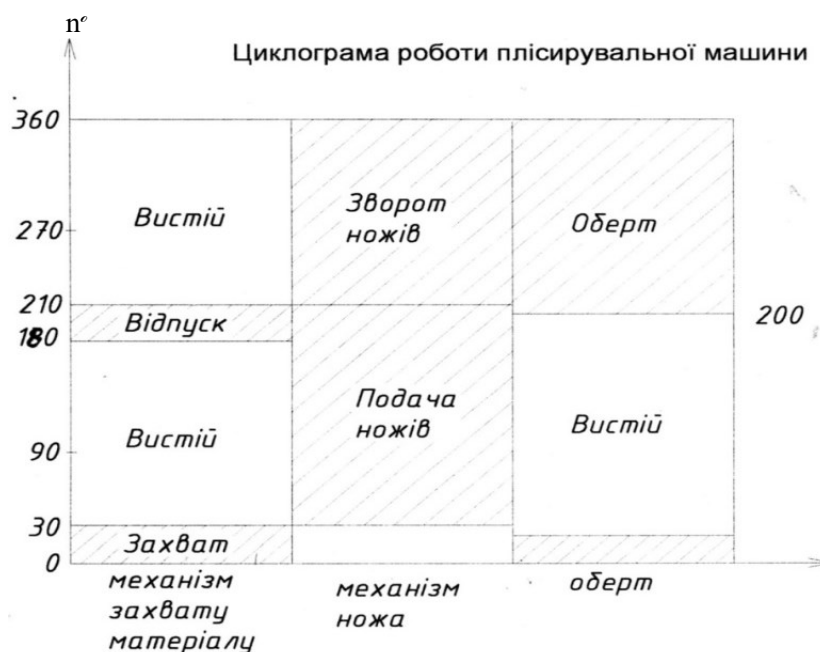 n°
Циклограма роботи плісирувальної машини
360
Вистій
Зворот
ножів
Оберт
270
210
Відпуск
180
200
Подача
ножів
Вистій
Вистій
90
30
Захват
0
механізм
захвату
матеріалу
механізм
ножа
оберт